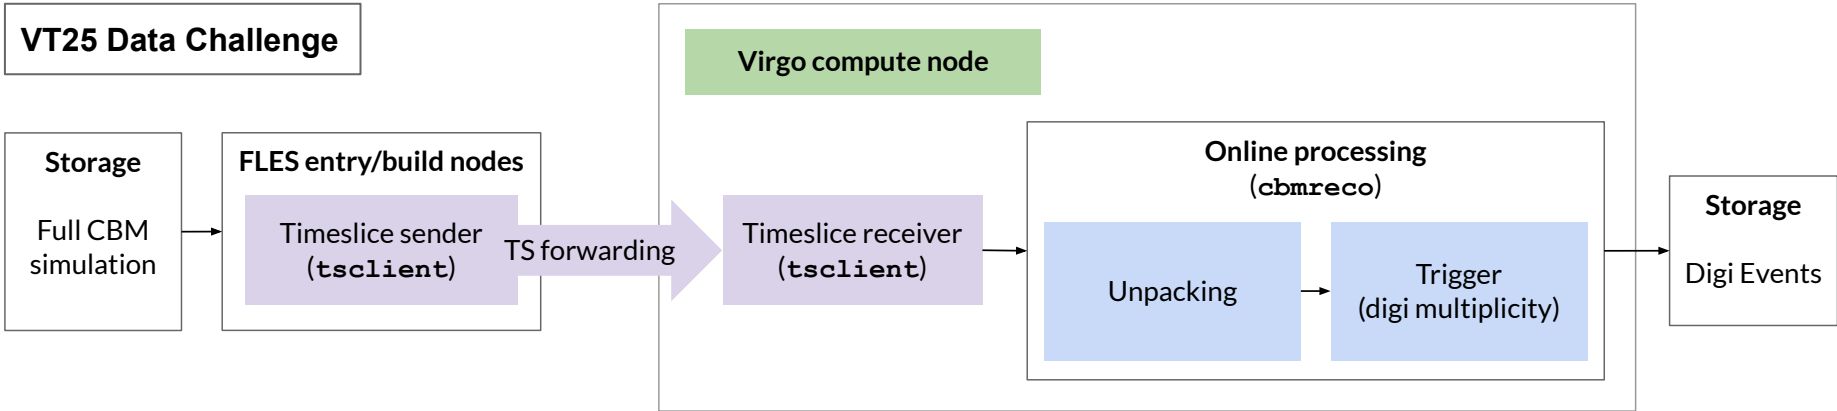 VT25 Data Challenge
Virgo compute node
Storage
Full CBM
simulation
FLES entry/build nodes
Timeslice sender
(tsclient)
TS forwarding
Timeslice receiver
(tsclient)
Online processing
(cbmreco)
Unpacking
Trigger
(digi multiplicity)
Storage
Digi Events